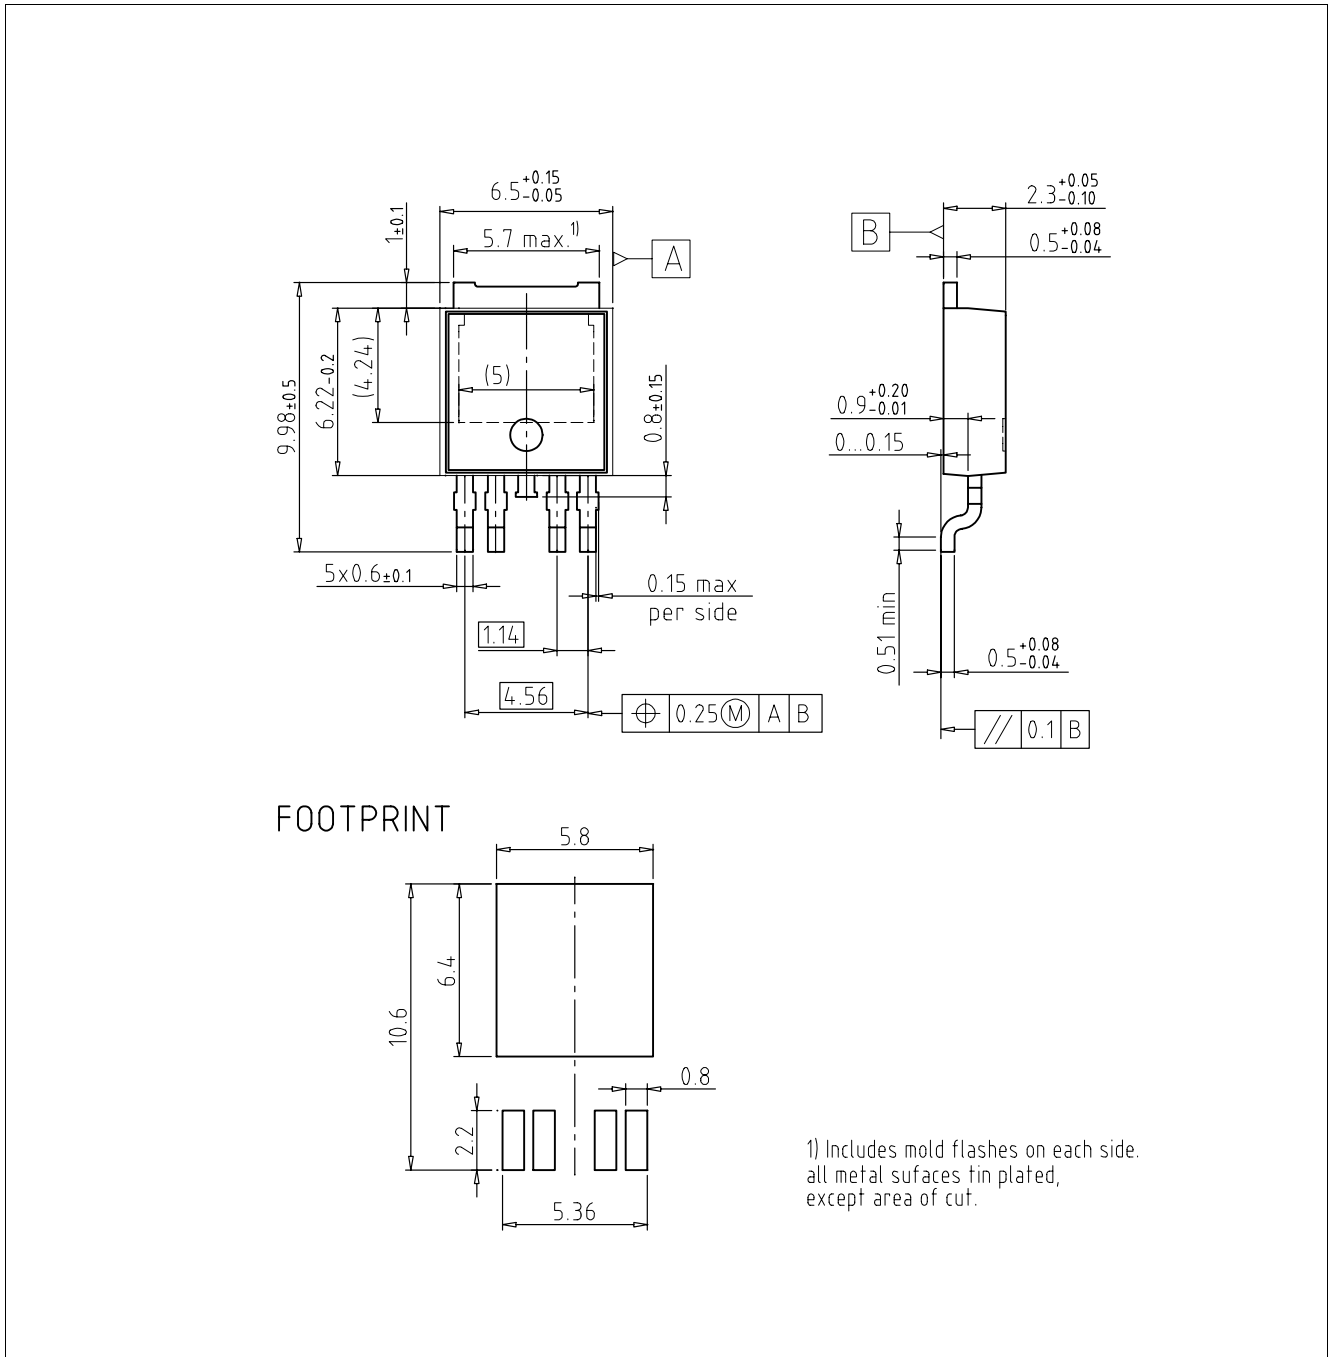 6.5 +0.15 -0.05
5.7 max. 1)
1±0.1
A
9.98±0.5
6.22-0.2
(4.24)
(5)
0.8±0.15
5x0.6±0.1
0.15 max
per side
1.14
4.56
0.25 M A B
B
2.3 +0.05 -0.10
0.5 +0.08 -0.04
0.9 +0.20 -0.01
0...0.15
0.51 min
0.5 +0.08 -0.04
// 0.1 B
FOOTPRINT
5.8
10.6
6.4
0.8
2.2
5.36
1) Includes mold flashes on each side.
all metal sufaces tin plated,
except area of cut.